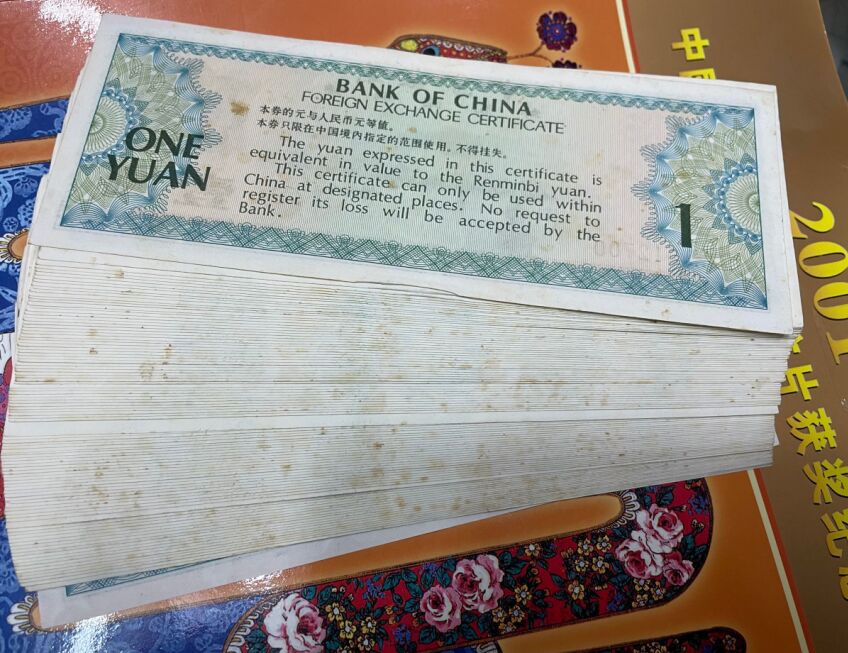 BANK OF CHINA
FOREIGN EXCHANGE CERTIFICATE
本券的元与人民币元等值。
本券只限在中国境内指定的范围使用。不得挂失。
The yuan expressed in this certificate is
equivalent in value to the Renminbi yuan.
This certificate can only be used within
China at designated places. No request to
register its loss will be accepted by the
Bank.
ONE
YUAN
1
中国
2001
片获奖纪